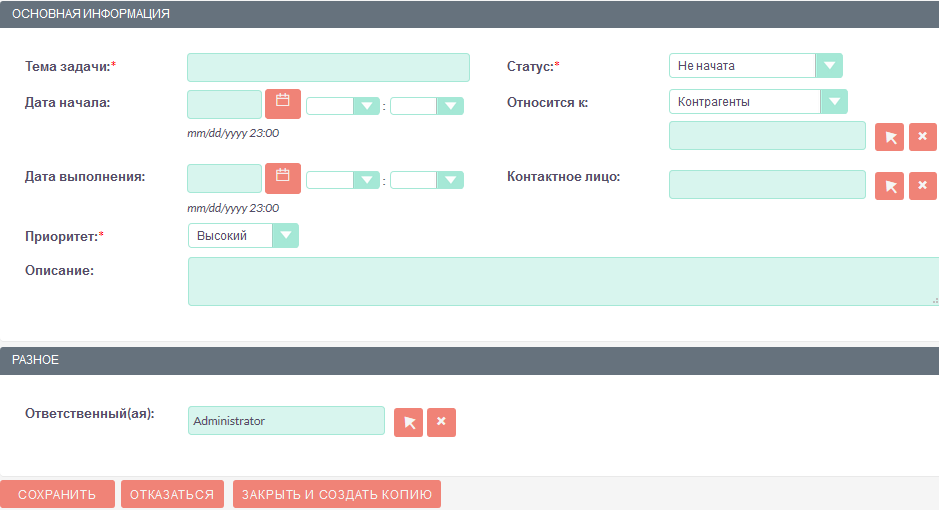 ОСНОВНАЯ ИНФОРМАЦИЯ
Тема задачи:* Статус:* Не начата
Дата начала: : Относится к: Контрагенты
mm/dd/yyyy 23:00
Дата выполнения: : Контактное лицо:
mm/dd/yyyy 23:00
Приоритет:* Высокий
Описание:
РАЗНОЕ
Ответственный(ая): Administrator
СОХРАНИТЬ ОТКАЗАТЬСЯ ЗАКРЫТЬ И СОЗДАТЬ КОПИЮ